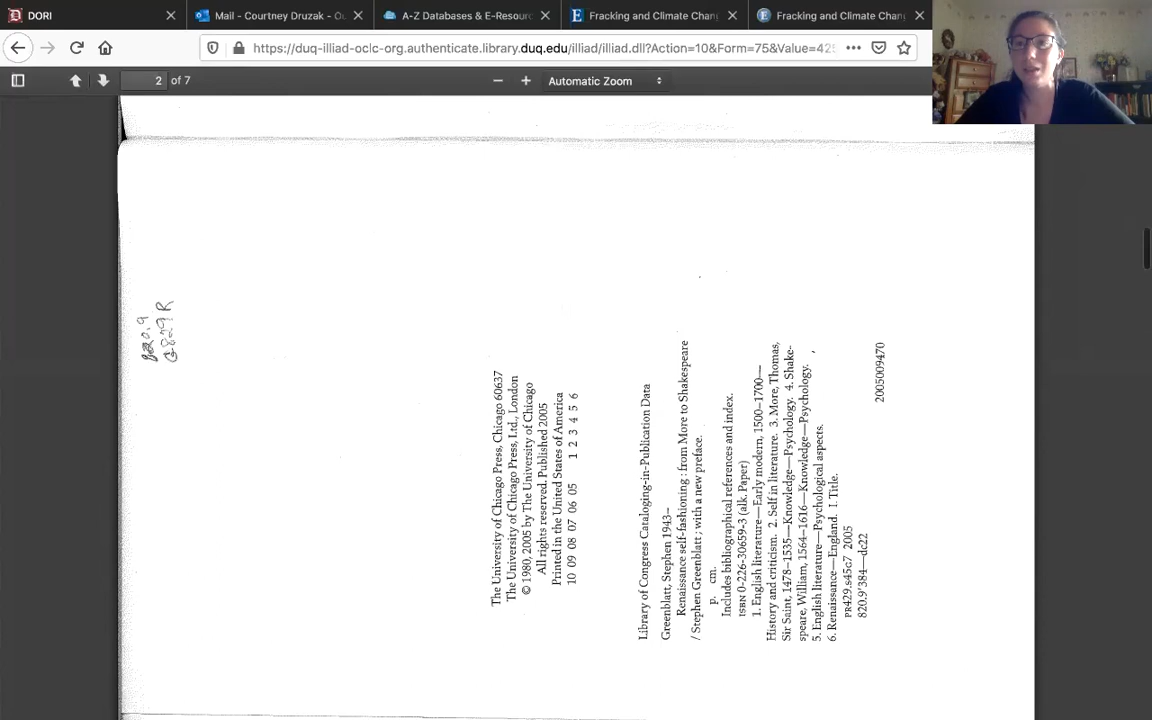 DORI
Mail - Courtney Druzak - Ou
A-Z Databases & E-Resourc
Fracking and Climate Chan
Fracking and Climate Chan
https://duq-illiad-oclc-org.authenticate.library.duq.edu/illiad/illiad.dll?Action=10&Form=75&Value=425
2 of 7
Automatic Zoom
820.9
G829R
The University of Chicago Press, Chicago 60637
The University of Chicago Press, Ltd., London
© 1980, 2005 by The University of Chicago
All rights reserved. Published 2005
Printed in the United States of America
10 09 08 07 06 05 1 2 3 4 5 6
Library of Congress Cataloging-in-Publication Data
Greenblatt, Stephen 1943–
Renaissance self-fashioning : from More to Shakespeare
/ Stephen Greenblatt ; with a new preface.
p. cm.
Includes bibliographical references and index.
ISBN 0-226-30659-3 (alk. Paper)
1. English literature—Early modern, 1500–1700—
History and criticism. 2. Self in literature. 3. More, Thomas,
Sir Saint, 1478–1535—Knowledge—Psychology. 4. Shake-
speare, William, 1564–1616—Knowledge—Psychology.
5. English literature—Psychological aspects.
6. Renaissance—England. I. Title.
PR429.s45G7 2005
820.9'384—dc22
2005009470